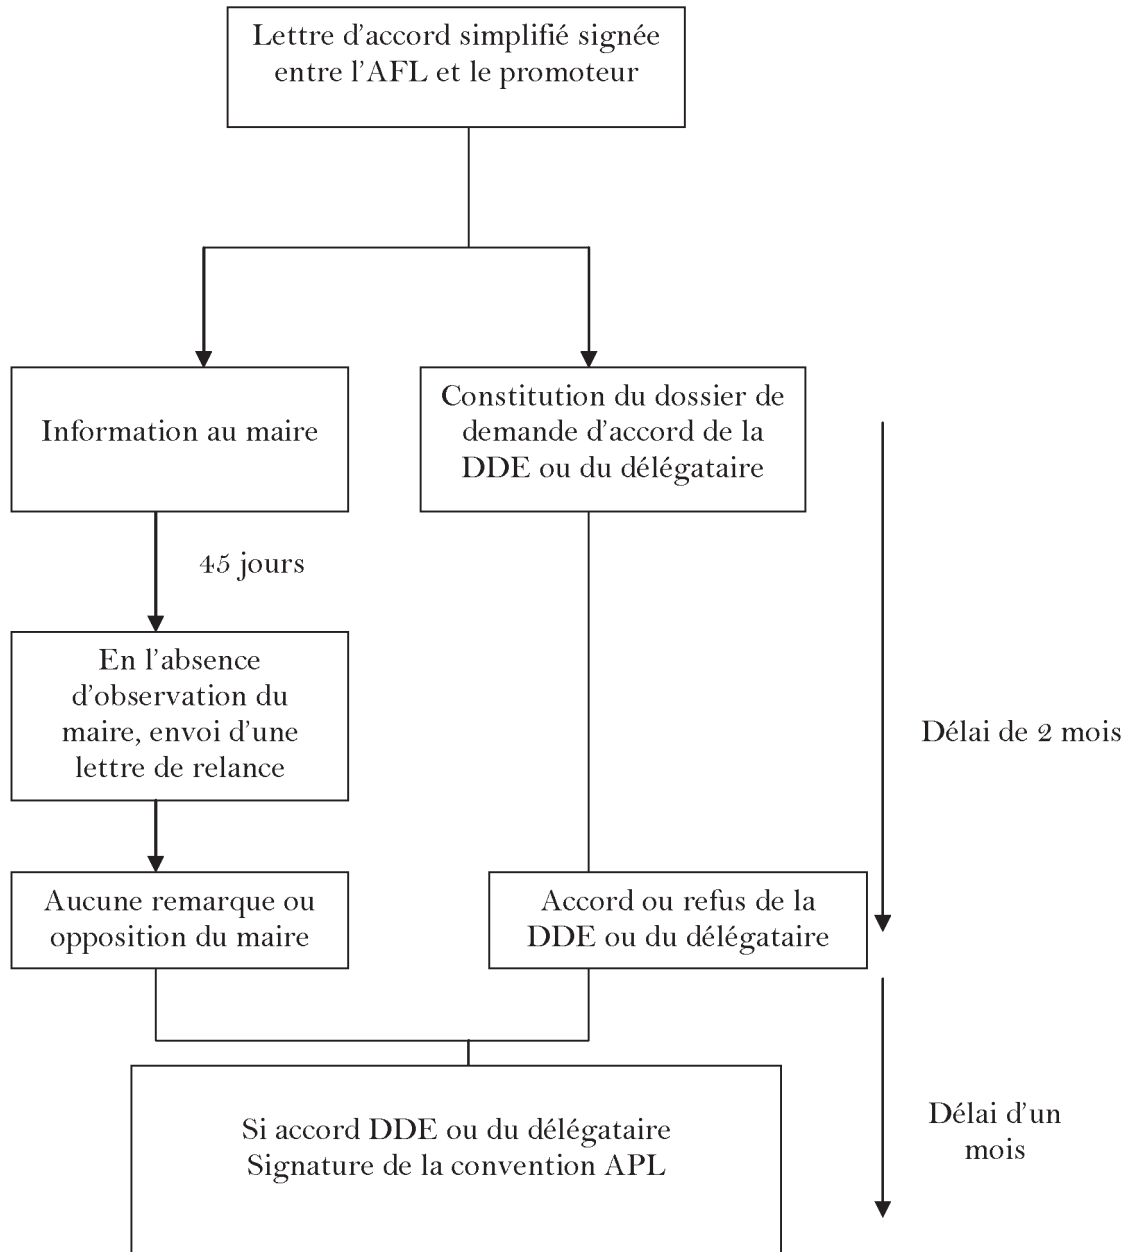 Lettre d’accord simplifié signée
entre l’AFL et le promoteur
Information au maire
Constitution du dossier de
demande d’accord de la
DDE ou du délégataire
45 jours
En l’absence
d’observation du
maire, envoi d’une
lettre de relance
Délai de 2 mois
Aucune remarque ou
opposition du maire
Accord ou refus de la
DDE ou du délégataire
Si accord DDE ou du délégataire
Signature de la convention APL
Délai d’un
mois